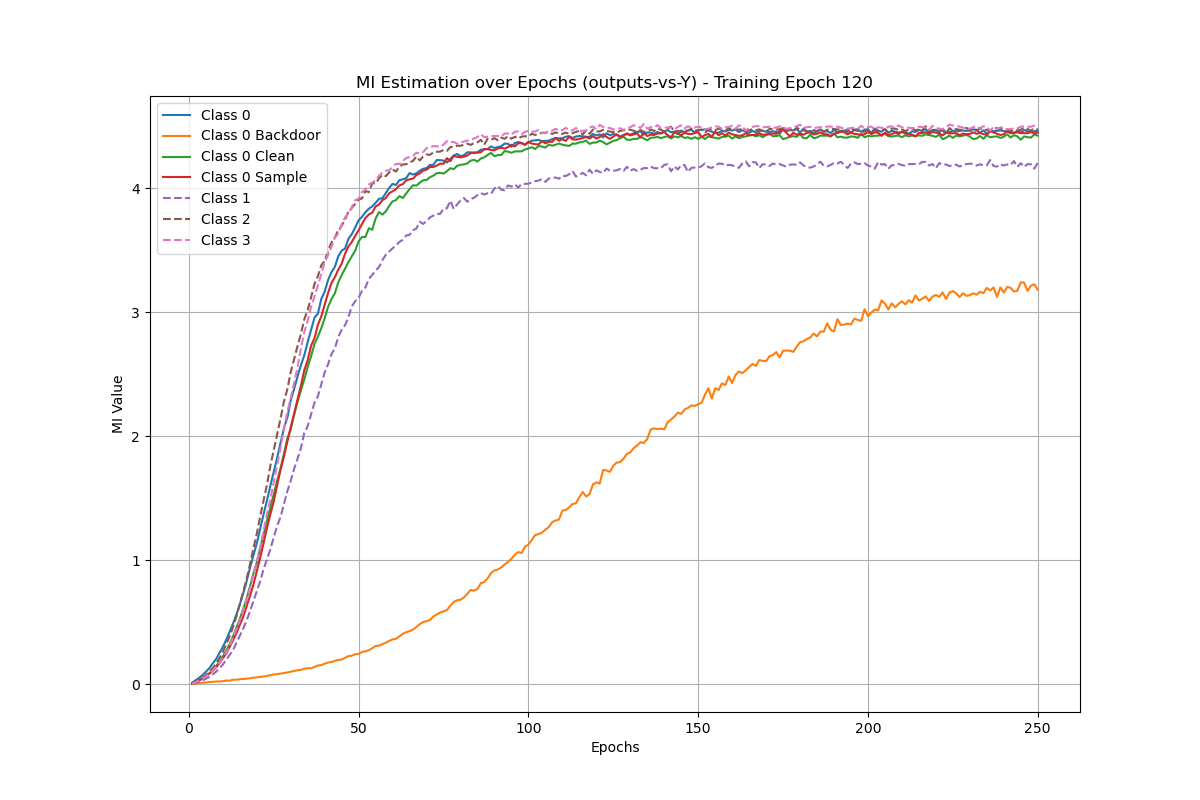 MI Estimation over Epochs (outputs-vs-Y) - Training Epoch 120
Class 0
Class 0 Backdoor
Class 0 Clean
Class 0 Sample
Class 1
Class 2
Class 3
MI Value
4
3
2
1
0
0 50 100 150 200 250
Epochs